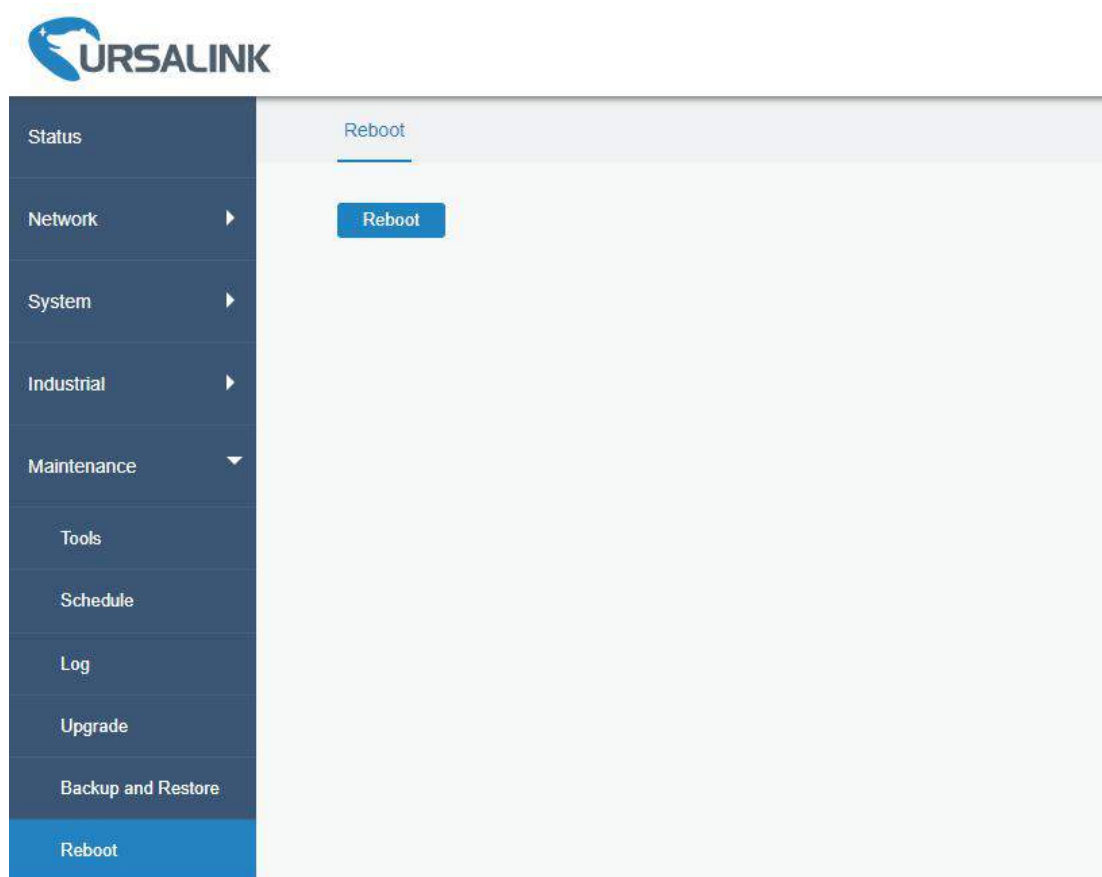 URSALINK
Status
Reboot
Network
Reboot
System
Industrial
Maintenance
Tools
Schedule
Log
Upgrade
Backup and Restore
Reboot